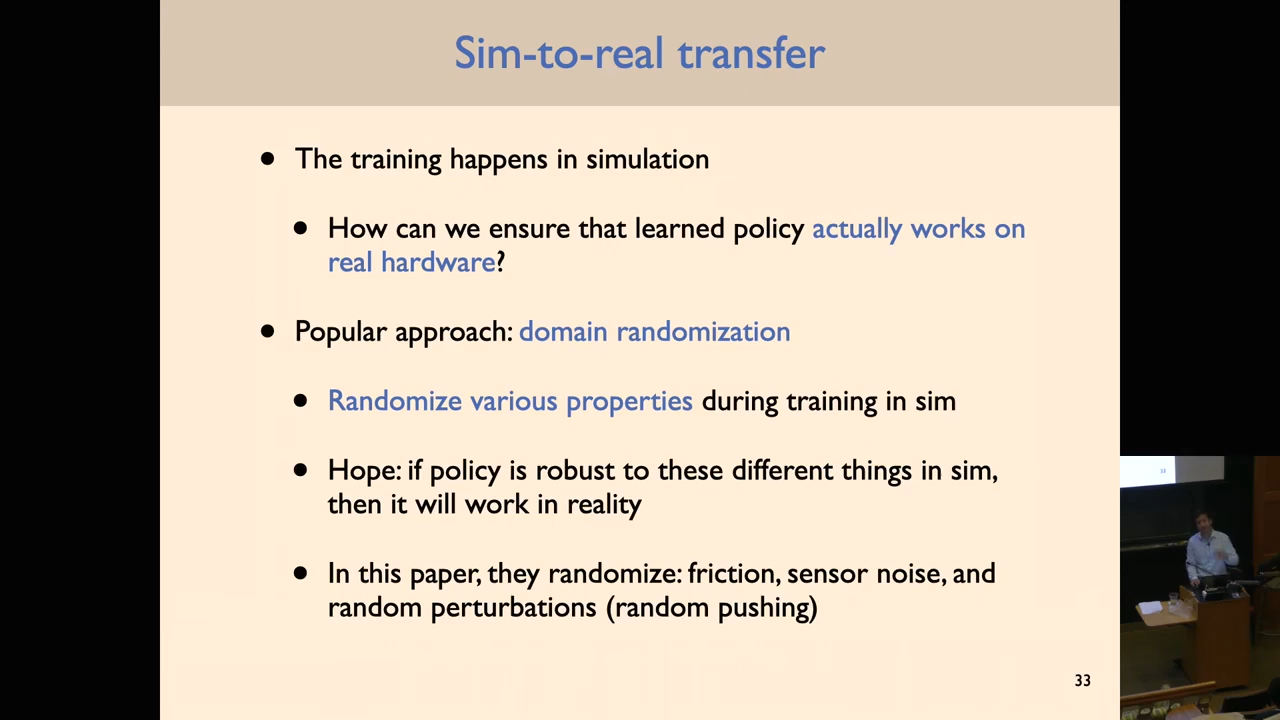 Sim-to-real transfer
• The training happens in simulation
• How can we ensure that learned policy actually works on
real hardware?
• Popular approach: domain randomization
• Randomize various properties during training in sim
• Hope: if policy is robust to these different things in sim,
then it will work in reality
• In this paper, they randomize: friction, sensor noise, and
random perturbations (random pushing)
33